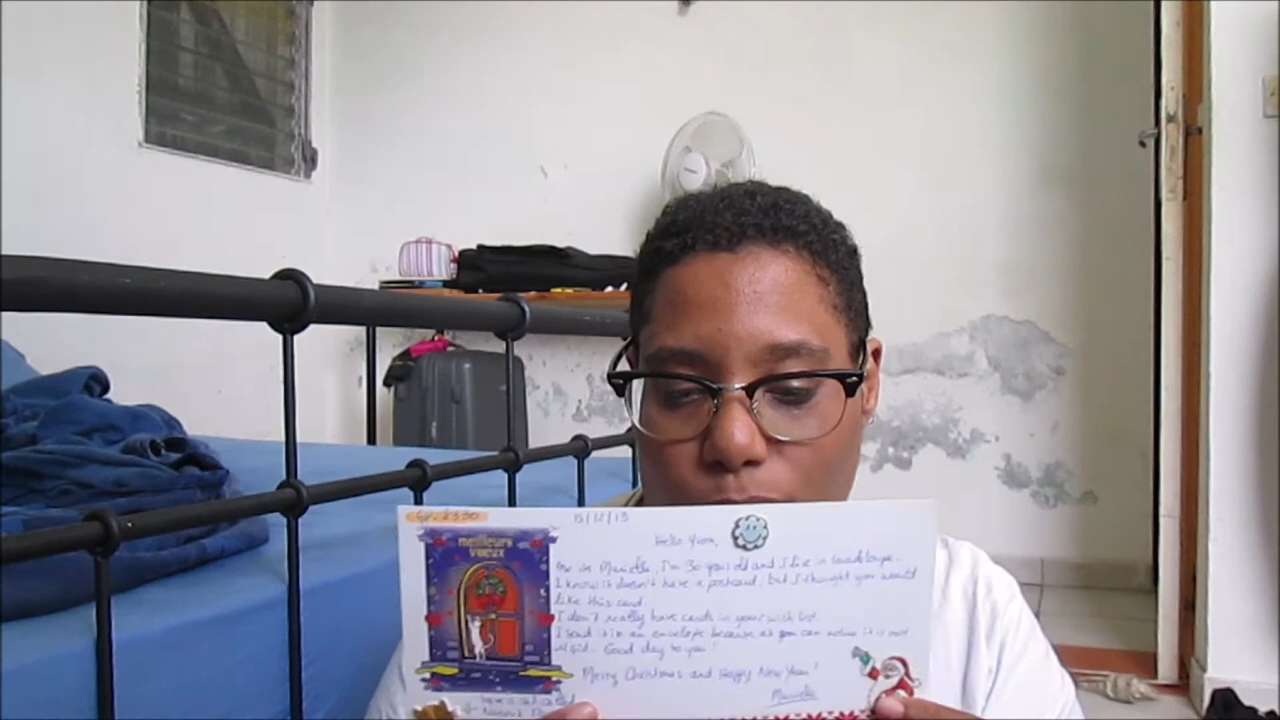 15/12/13
Hello Yvon,
meilleurs
vœux
is Marielle, I'm 30 years old and I live in Guadeloupe.
I know it doesn't have a postcard, but I thought you would
like this card.
I don't really have cards in your wish list.
I send it in an envelope because as you can notice it is not
Good day to you!
Merry Christmas and Happy New Year!
Marielle